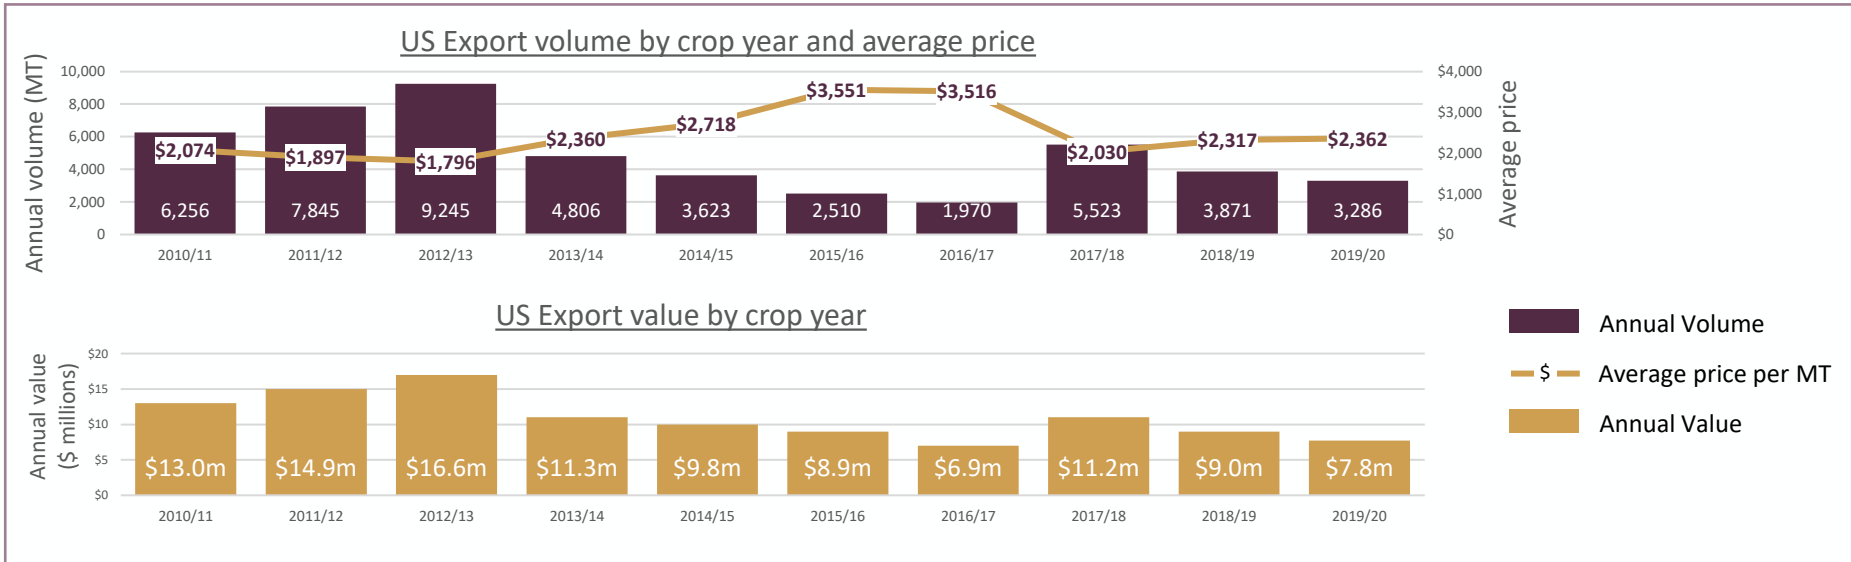 US Export volume by crop year and average price
Annual volume (MT)
10,000
8,000
6,000
4,000
2,000
0
$4,000
$3,000
$2,000
$1,000
$0
Average price
$2,074
$1,897
$1,796
$2,360
$2,718
$3,551
$3,516
$2,030
$2,317
$2,362
6,256
7,845
9,245
4,806
3,623
2,510
1,970
5,523
3,871
3,286
2010/11
2011/12
2012/13
2013/14
2014/15
2015/16
2016/17
2017/18
2018/19
2019/20
US Export value by crop year
Annual value
($ millions)
$20
$15
$10
$5
$0
$13.0m
$14.9m
$16.6m
$11.3m
$9.8m
$8.9m
$6.9m
$11.2m
$9.0m
$7.8m
2010/11
2011/12
2012/13
2013/14
2014/15
2015/16
2016/17
2017/18
2018/19
2019/20
Annual Volume
$ Average price per MT
Annual Value